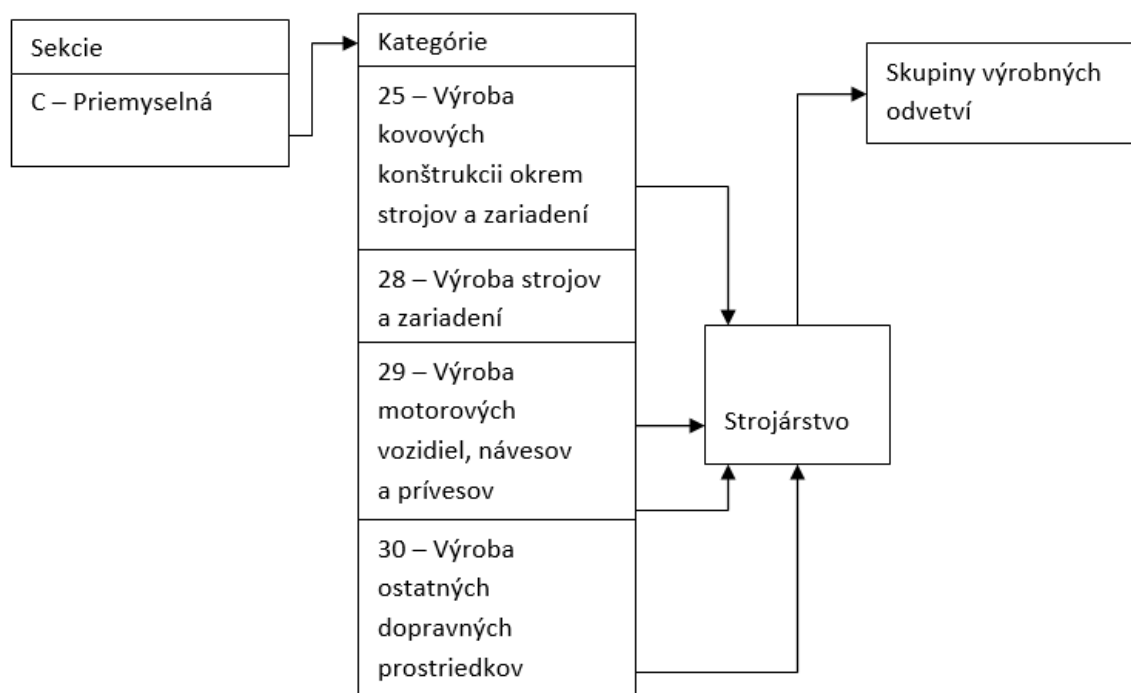 Sekcie
C – Priemyselná
Kategórie
25 – Výroba
kovových
konštrukcii okrem
strojov a zariadení
28 – Výroba strojov
a zariadení
29 – Výroba
motorových
vozidiel, návesov
a prívesov
30 – Výroba
ostatných
dopravných
prostriedkov
Strojárstvo
Skupiny výrobných
odvetví